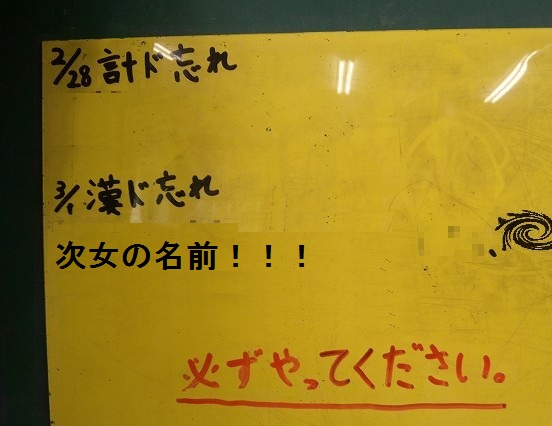 2/28 計ド忘れ
3/1 漢ド忘れ
次女の名前！！！
必ずやってください。